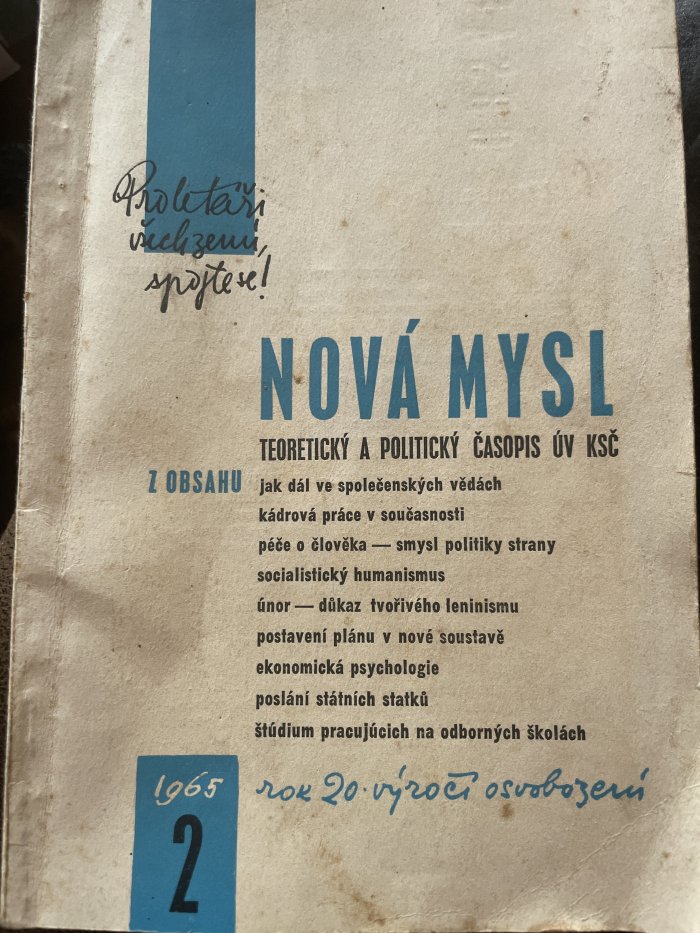 Proletáři
všech zemí,
spojte se!
NOVÁ MYSL
TEORETICKÝ A POLITICKÝ ČASOPIS ÚV KSČ
Z OBSAHU
jak dál ve společenských vědách
kádrová práce v současnosti
péče o člověka — smysl politiky strany
socialistický humanismus
únor — důkaz tvořivého leninismu
postavení plánu v nové soustavě
ekonomická psychologie
poslání státních statků
štúdium pracujúcich na odborných školách
1965
rok 20. výročí osvobození
2